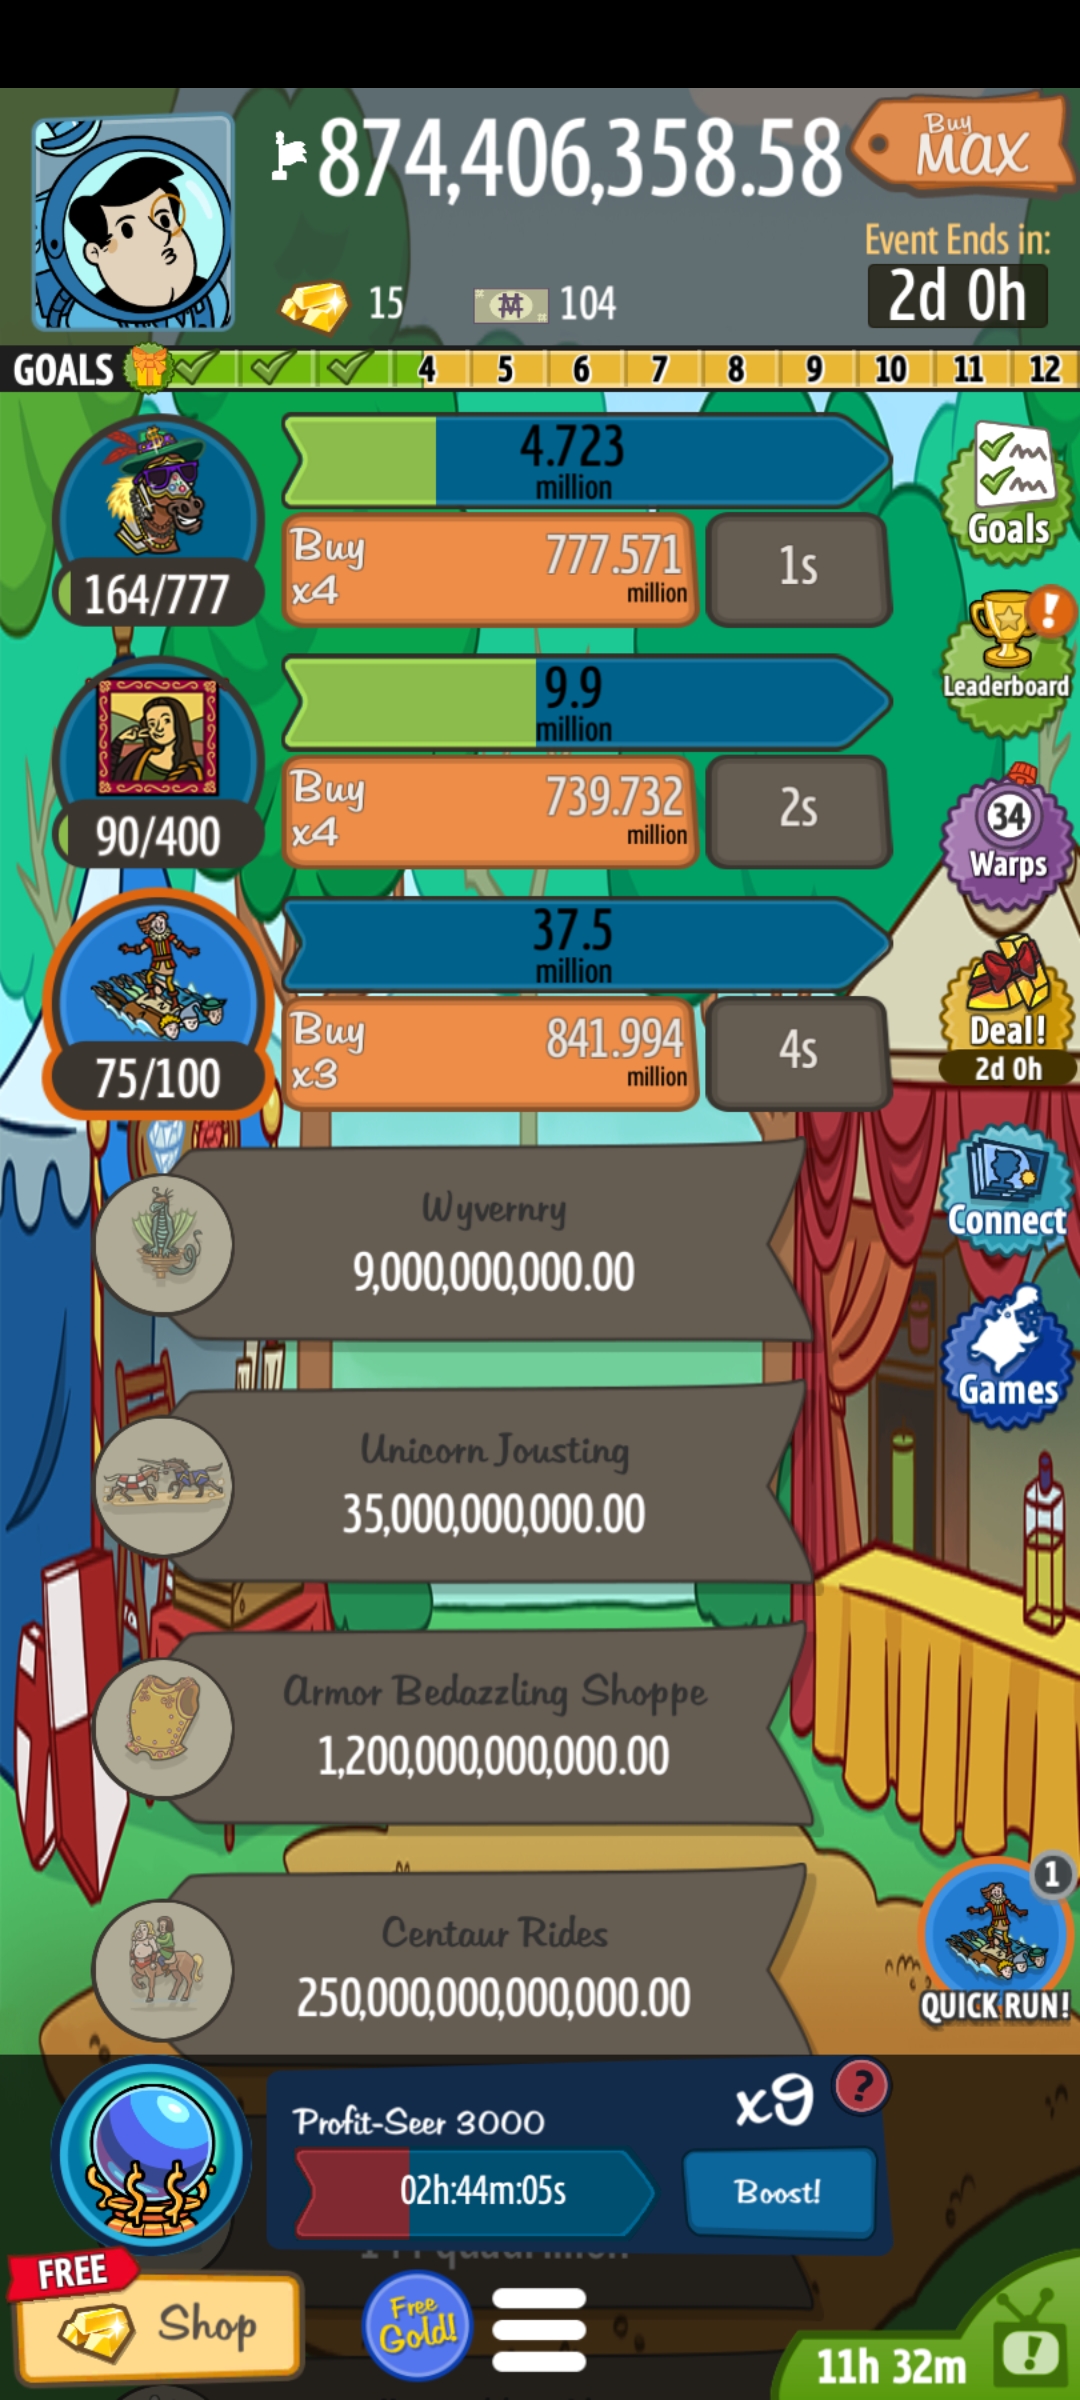 874,406,358.58
Buy
MAX
Event Ends in:
2d 0h
15
104
GOALS
4
5
6
7
8
9
10
11
12
4.723
million
Buy
x4
777.571
million
1s
164/777
Goals
Leaderboard
9.9
million
Buy
x4
739.732
million
2s
90/400
34
Warps
37.5
million
Buy
x3
841.994
million
4s
75/100
Deal!
2d 0h
Wyvernry
9,000,000,000.00
Connect
Unicorn Jousting
35,000,000,000.00
Games
Armor Bedazzling Shoppe
1,200,000,000,000.00
Centaur Rides
250,000,000,000,000.00
1
QUICK RUN!
Profit-Seer 3000
x9
?
02h:44m:05s
Boost!
FREE
Shop
Free
Gold!
11h 32m
!